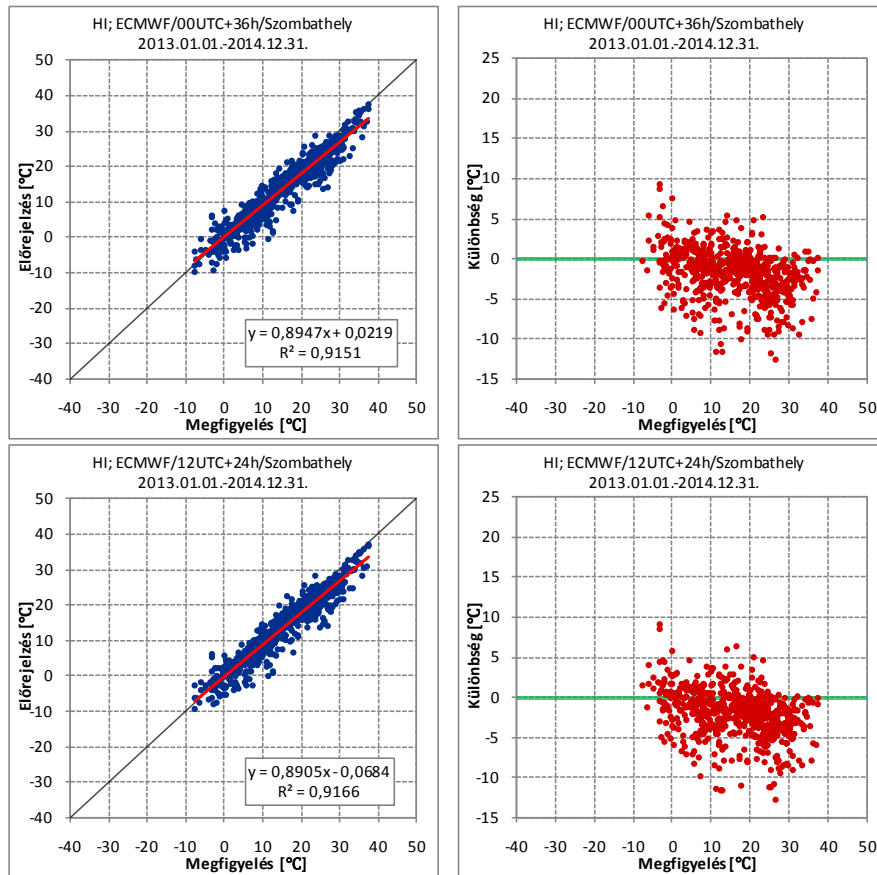 HI; ECMWF/00UTC+36h/Szombathely
2013.01.01.-2014.12.31.
50
40
30
20
10
0
-10
-20
-30
-40
-40 -30 -20 -10 0 10 20 30 40 50
Előrejelzés [°C]
Megfigyelés [°C]
y = 0,8947x + 0,0219
R² = 0,9151
HI; ECMWF/00UTC+36h/Szombathely
2013.01.01.-2014.12.31.
25
20
15
10
5
0
-5
-10
-15
-40 -30 -20 -10 0 10 20 30 40 50
Különbség [°C]
Megfigyelés [°C]
HI; ECMWF/12UTC+24h/Szombathely
2013.01.01.-2014.12.31.
50
40
30
20
10
0
-10
-20
-30
-40
-40 -30 -20 -10 0 10 20 30 40 50
Előrejelzés [°C]
Megfigyelés [°C]
y = 0,8905x - 0,0684
R² = 0,9166
HI; ECMWF/12UTC+24h/Szombathely
2013.01.01.-2014.12.31.
25
20
15
10
5
0
-5
-10
-15
-40 -30 -20 -10 0 10 20 30 40 50
Különbség [°C]
Megfigyelés [°C]